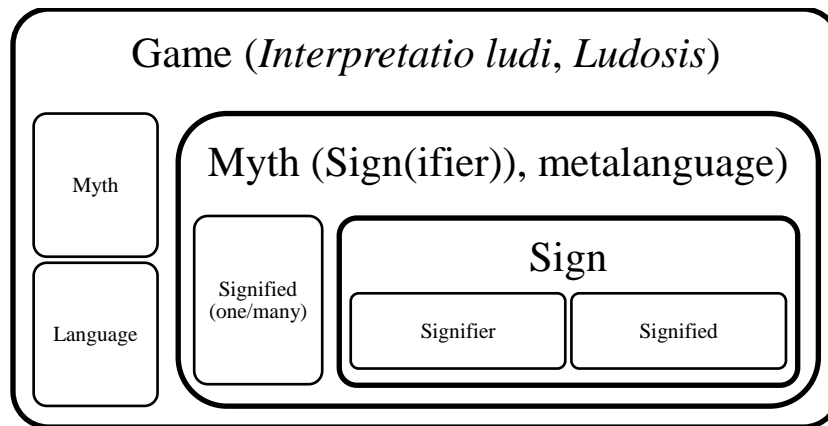 Game (Interpretatio ludi, Ludosis)
Myth
Language
Myth (Sign(ifier)), metalanguage)
Signified
(one/many)
Sign
Signifier
Signified